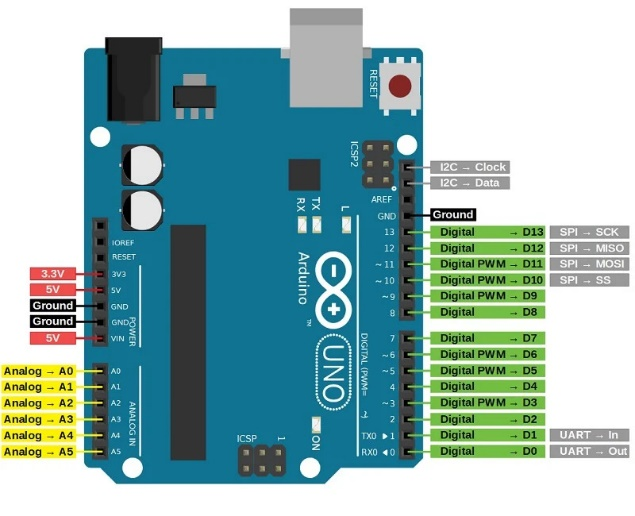 RESET
ICSP2
I2C → Clock
I2C → Data
AREF
GND
Ground
RX
TX
L
13
Digital → D13
SPI → SCK
12
Digital → D12
SPI → MISO
~ 11
Digital PWM → D11
SPI → MOSI
~ 10
Digital PWM → D10
SPI → SS
~ 9
Digital PWM → D9
8
Digital → D8
Arduino
TM
UNO
IOREF
RESET
3.3V
3V3
5V
5V
Ground
GND
Ground
GND
5V
VIN
POWER
DIGITAL (PWM= ~)
7
Digital → D7
~ 6
Digital PWM → D6
~ 5
Digital PWM → D5
4
Digital → D4
~ 3
Digital PWM → D3
2
Digital → D2
TX0 ▶ 1
Digital → D1
UART → In
RX0 ◀ 0
Digital → D0
UART → Out
Analog → A0
A0
Analog → A1
A1
Analog → A2
A2
Analog → A3
A3
Analog → A4
A4
Analog → A5
A5
ANALOG IN
ICSP
1
ON